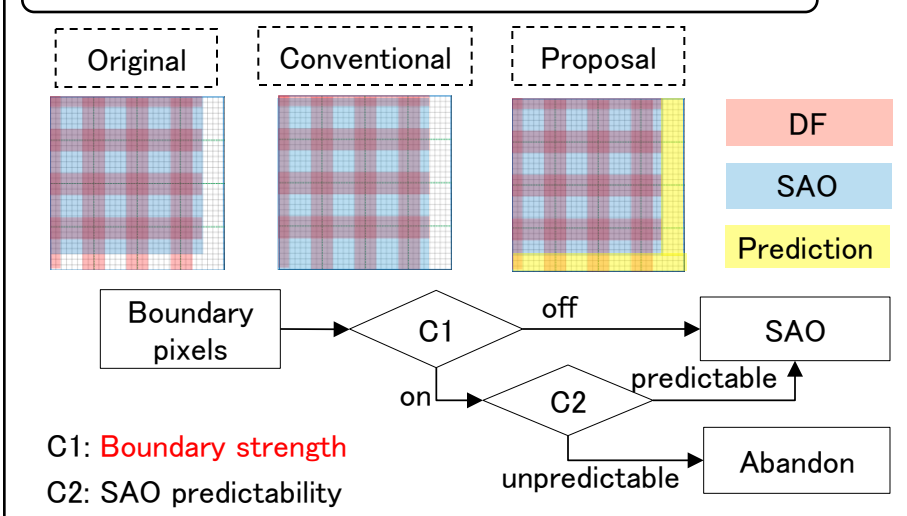 Original
Conventional
Proposal
DF
SAO
Prediction
Boundary
pixels
C1
off
SAO
on
C2
predictable
unpredictable
Abandon
C1: Boundary strength
C2: SAO predictability